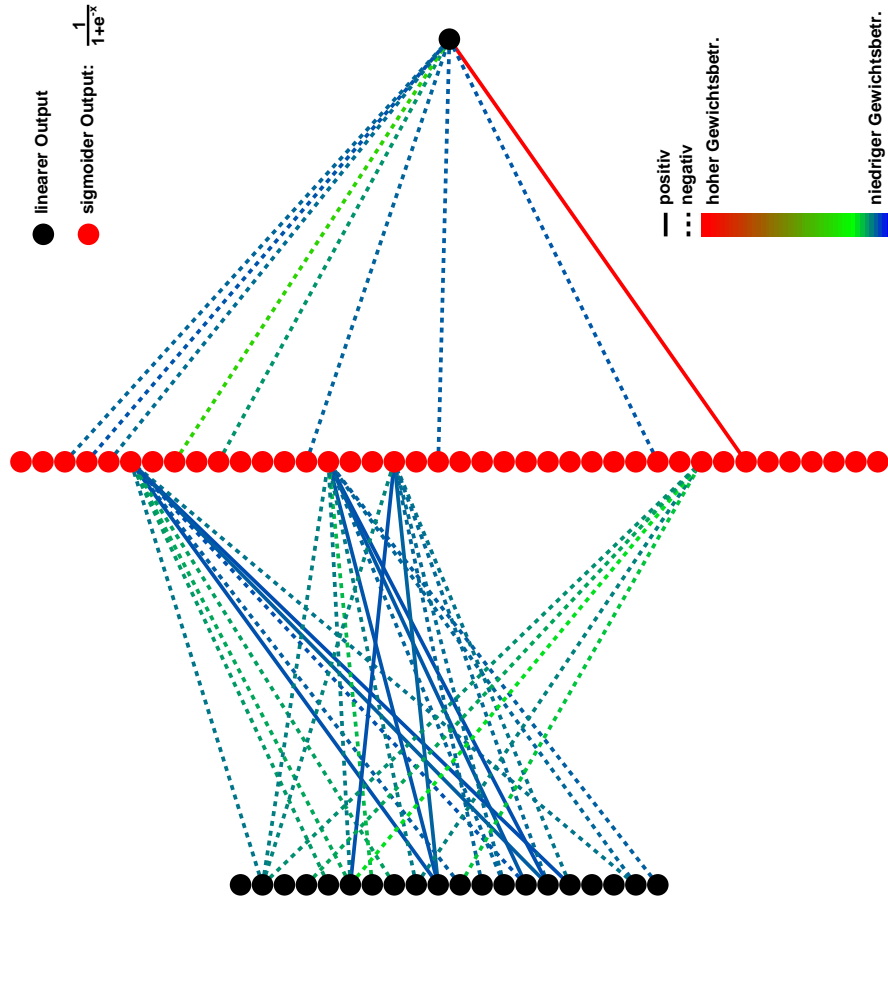 linearer Output
sigmoider Output: 1/1+e-x
positiv
negativ
hoher Gewichtsbetr.
niedriger Gewichtsbetr.